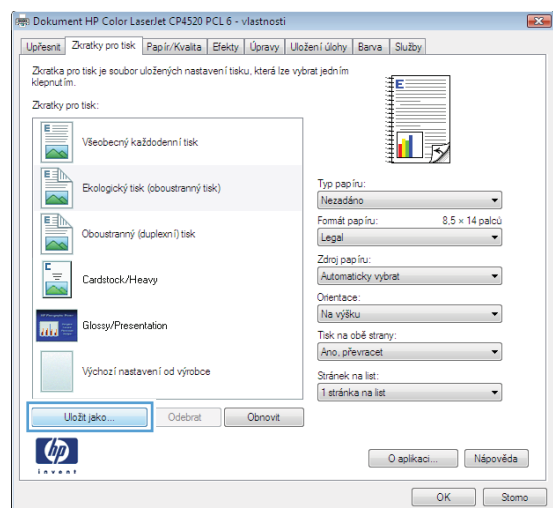 Dokument HP Color LaserJet CP4520 PCL 6 - vlastnosti
Upřesnit Zkratky pro tisk Papír/Kvalita Efekty Úpravy Uložení úlohy Barva Služby
Zkratka pro tisk je soubor uložených nastavení tisku, která lze vybrat jedním
klepnutím.
Zkratky pro tisk:
Všeobecný každodenní tisk
Ekologický tisk (oboustranný tisk)
Oboustranný (duplexní) tisk
Cardstock/Heavy
Glossy/Presentation
Výchozí nastavení od výrobce
Uložit jako... Odebrat Obnovit
E
Typ papíru:
Nezadáno
Formát papíru: 8,5 × 14 palců
Legal
Zdroj papíru:
Automaticky vybrat
Orientace:
Na výšku
Tisk na obě strany:
Ano, převracet
Stránek na list:
1 stránka na list
hp
invent
O aplikaci... Nápověda
OK Storno